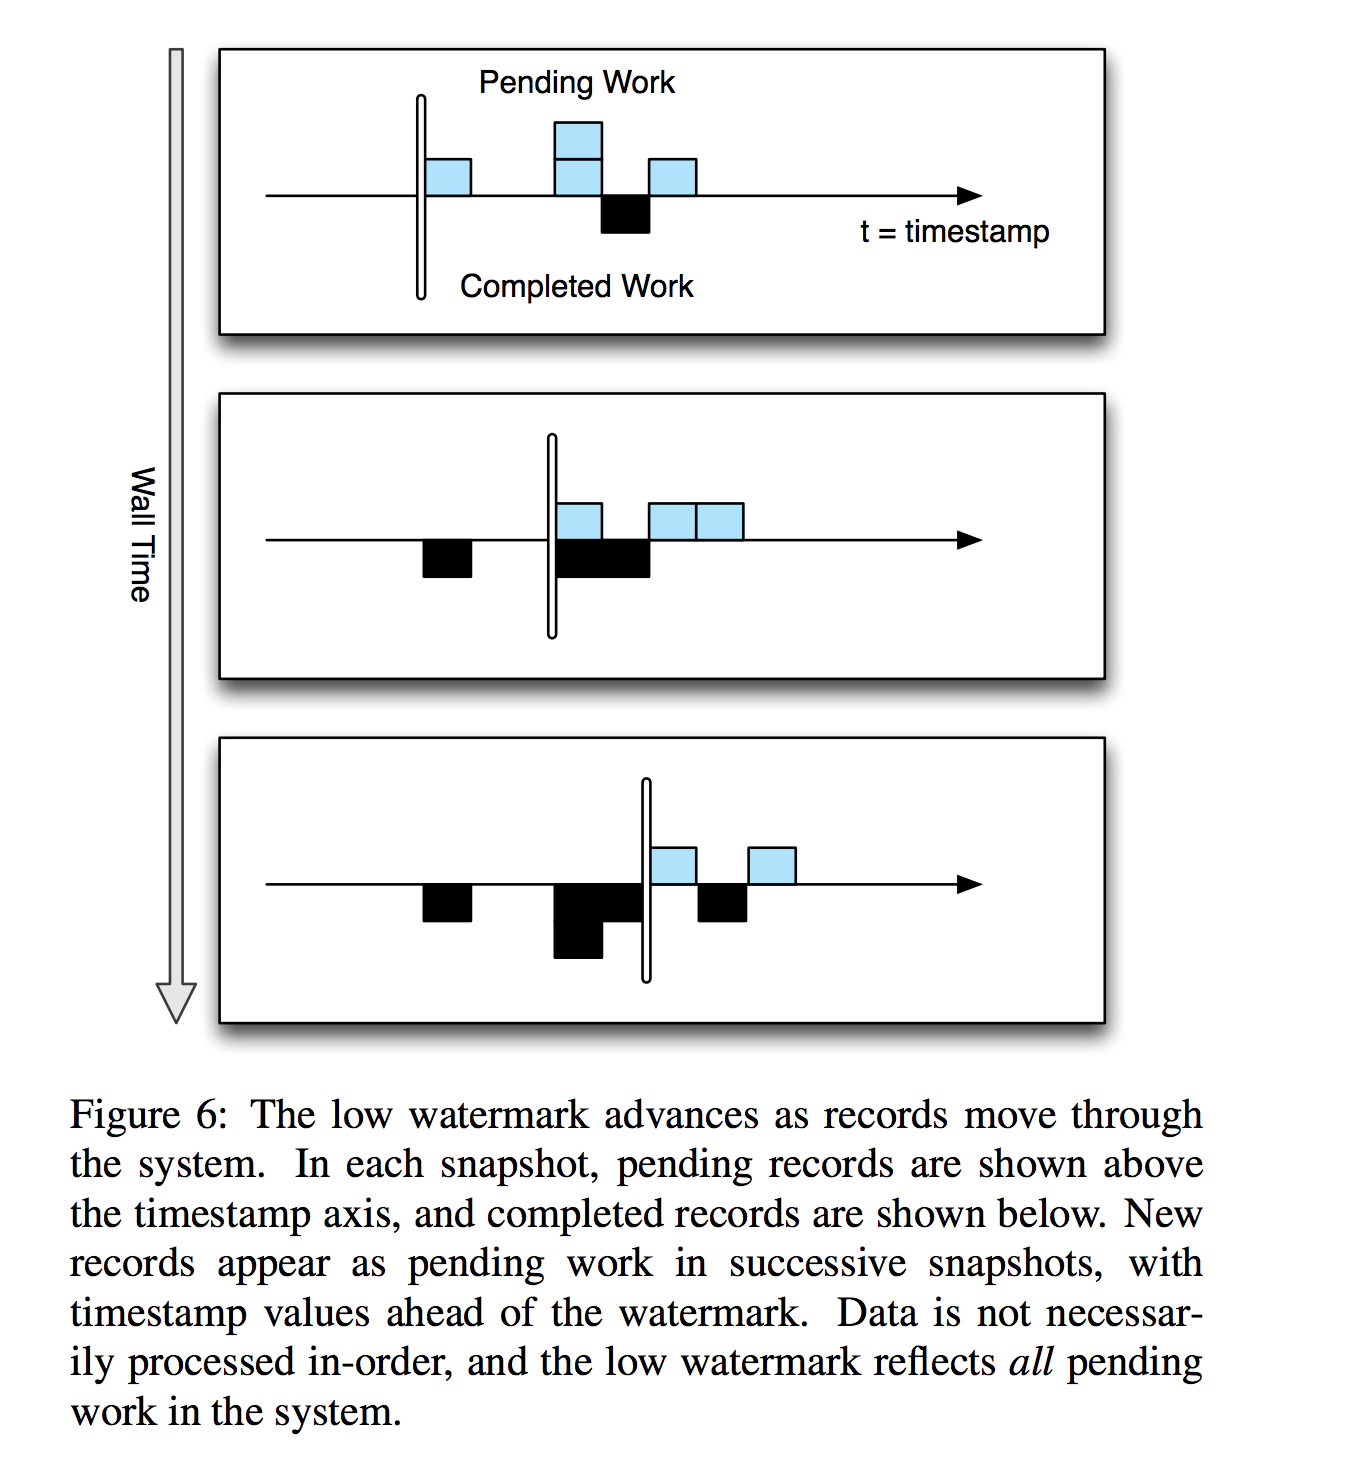 Pending Work
t = timestamp
Completed Work
Wall Time
Figure 6: The low watermark advances as records move through
the system. In each snapshot, pending records are shown above
the timestamp axis, and completed records are shown below. New
records appear as pending work in successive snapshots, with
timestamp values ahead of the watermark. Data is not necessar-
ily processed in-order, and the low watermark reflects all pending
work in the system.